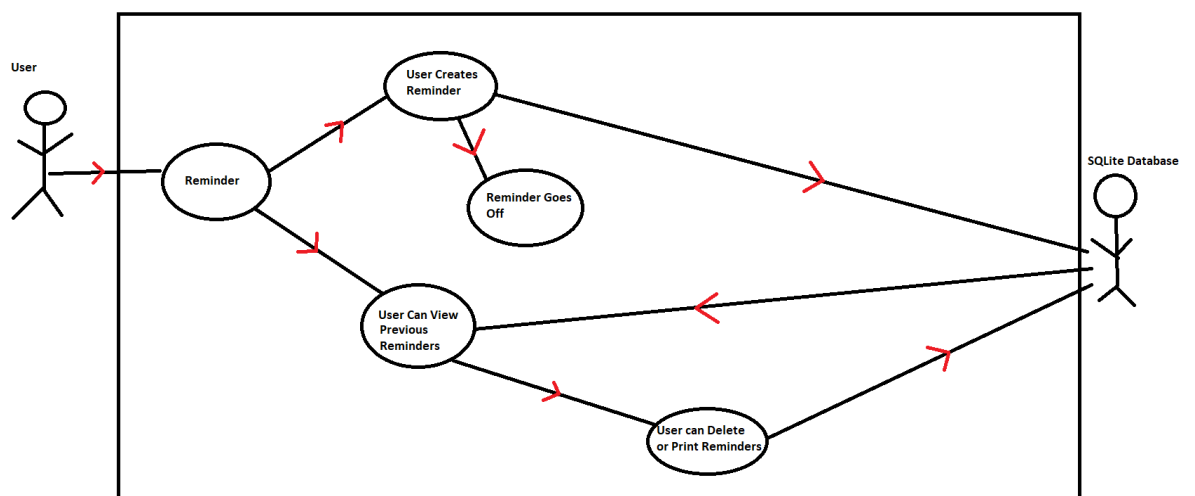 User
User Creates
Reminder
SQLite Database
Reminder
Reminder Goes
Off
User Can View
Previous
Reminders
User can Delete
or Print Reminders